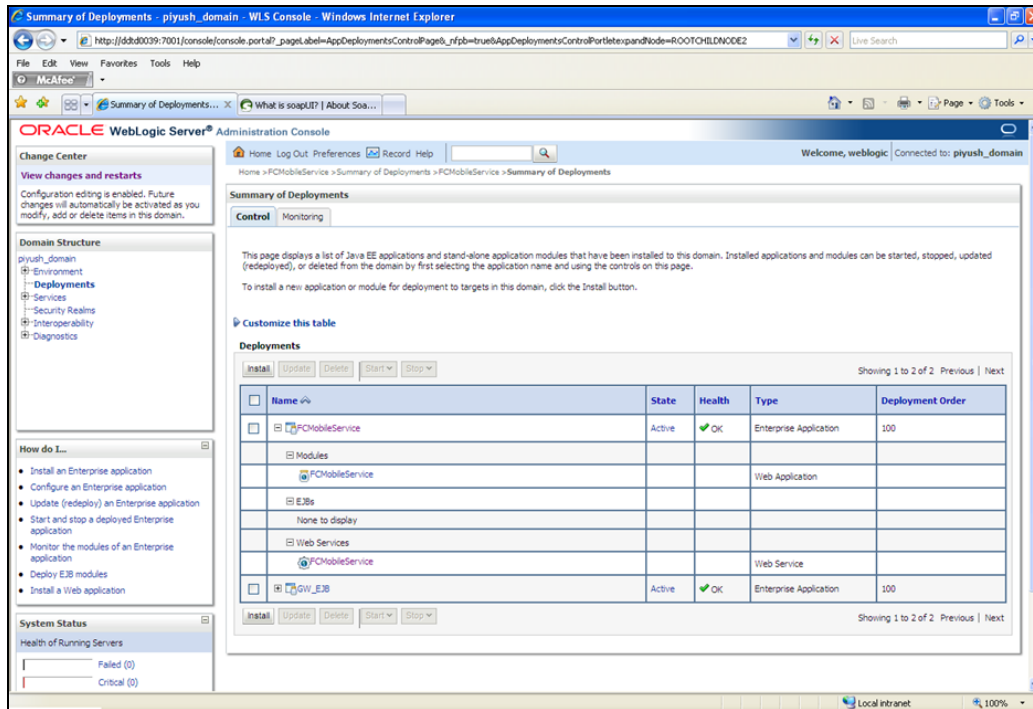 Summary of Deployments - piyush_domain - WLS Console - Windows Internet Explorer
http://ddtd0039:7001/console/console.portal?_pageLabel=AppDeploymentsControlPage&_nfpb=true&AppDeploymentsControlPortletexpandNode=ROOTCHILDNODE2
Live Search
File Edit View Favorites Tools Help
McAfee
Summary of Deployments... X What is soapUI? | About Soa...
Page Tools
ORACLE WebLogic Server® Administration Console
Change Center
View changes and restarts
Configuration editing is enabled. Future
changes will automatically be activated as you
modify, add or delete items in this domain.
Domain Structure
piyush_domain
Environment
Deployments
Services
Security Realms
Interoperability
Diagnostics
How do I...
Install an Enterprise application
Configure an Enterprise application
Update (redeploy) an Enterprise application
Start and stop a deployed Enterprise
application
Monitor the modules of an Enterprise
application
Deploy EJB modules
Install a Web application
System Status
Health of Running Servers
Failed (0)
Critical (0)
Home Log Out Preferences Record Help
Welcome, weblogic Connected to: piyush_domain
Home >FCMobileService >Summary of Deployments >FCMobileService >Summary of Deployments
Summary of Deployments
Control Monitoring
This page displays a list of Java EE applications and stand-alone application modules that have been installed to this domain. Installed applications and modules can be started, stopped, updated
(redeployed), or deleted from the domain by first selecting the application name and using the controls on this page.
To install a new application or module for deployment to targets in this domain, click the Install button.
Customize this table
Deployments
Install Update Delete Start Stop Showing 1 to 2 of 2 Previous | Next
Name State Health Type Deployment Order
FCMobileService Active OK Enterprise Application 100
Modules
FCMobileService Web Application
EJBs
None to display
Web Services
FCMobileService Web Service
GW_EJB Active OK Enterprise Application 100
Install Update Delete Start Stop Showing 1 to 2 of 2 Previous | Next
Local intranet 100%